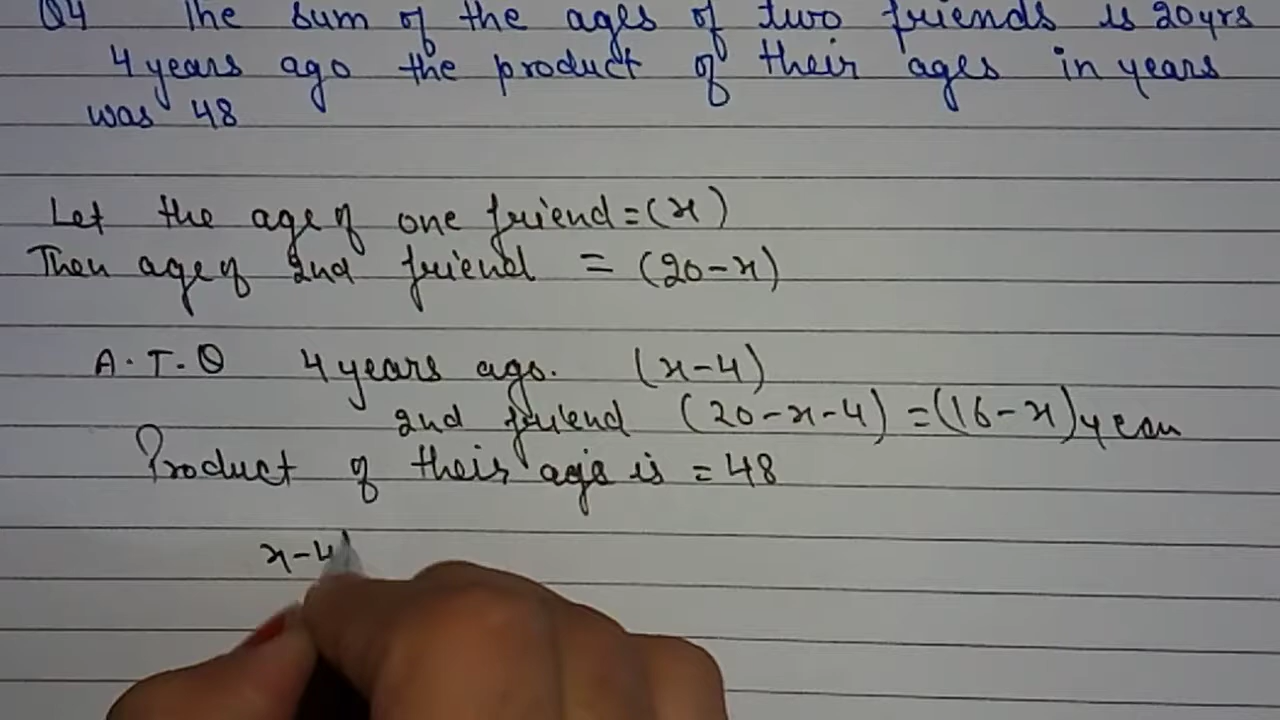 Q4 The sum of the ages of two friends is 20yrs
4 years ago the product of their ages in years
was 48
Let the age of one friend = (x)
Then age of 2nd friend = (20-x)
A.T.Q 4 years ago. (x-4)
2nd friend (20-x-4) = (16-x) year
Product of their age is = 48
x-4)